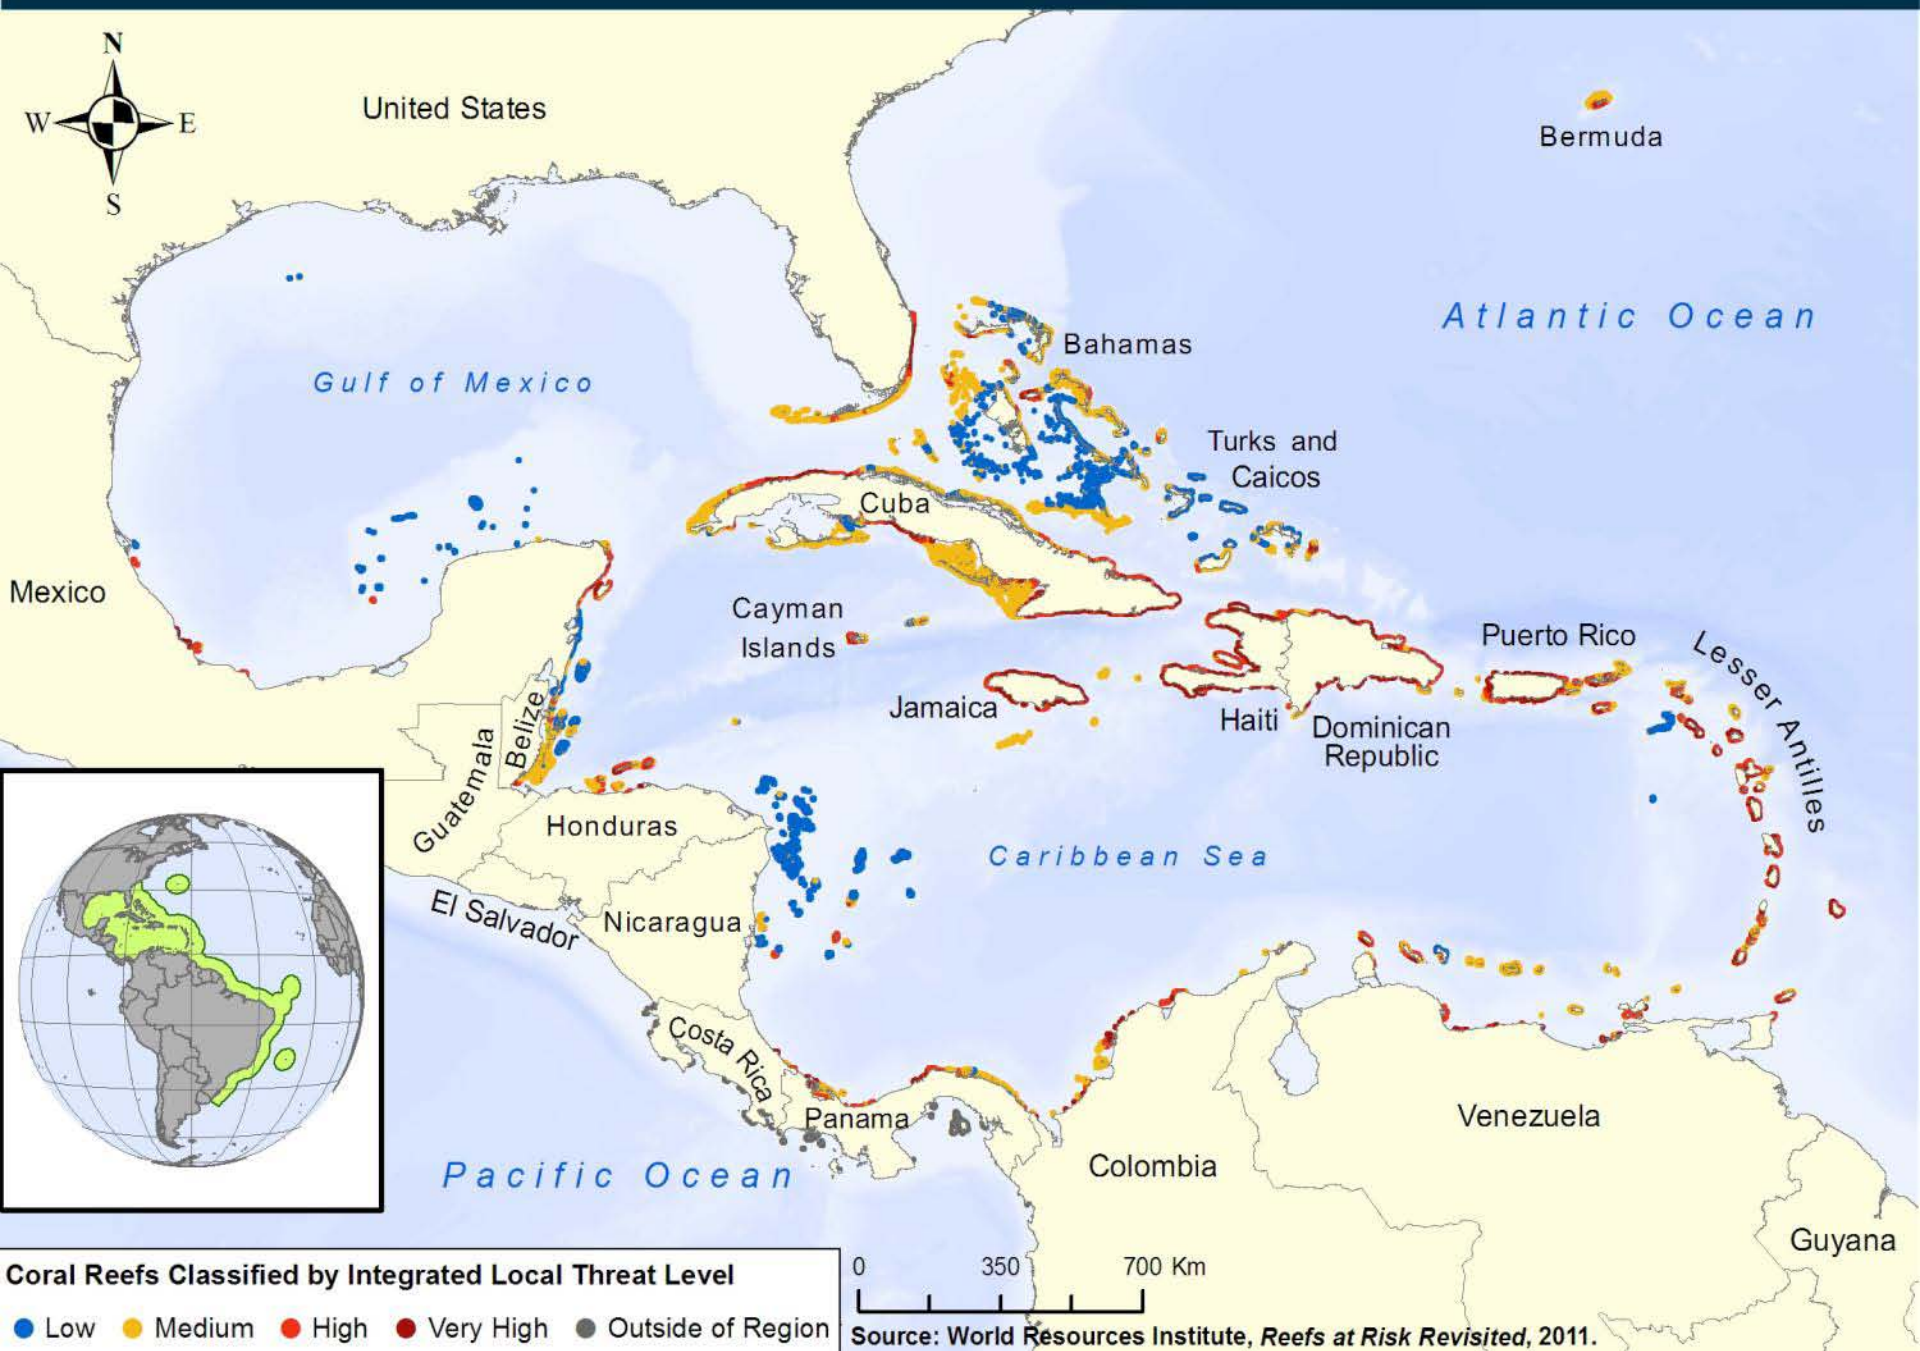 N
W E
S
United States
Bermuda
Atlantic Ocean
Gulf of Mexico
Bahamas
Turks and
Caicos
Cuba
Mexico
Cayman
Islands
Puerto Rico
Lesser Antilles
Jamaica
Haiti
Dominican
Republic
Belize
Guatemala
Honduras
Caribbean Sea
El Salvador
Nicaragua
Costa Rica
Panama
Venezuela
Colombia
Pacific Ocean
Guyana
Coral Reefs Classified by Integrated Local Threat Level
Low Medium High Very High Outside of Region
0 350 700 Km
Source: World Resources Institute, Reefs at Risk Revisited, 2011.